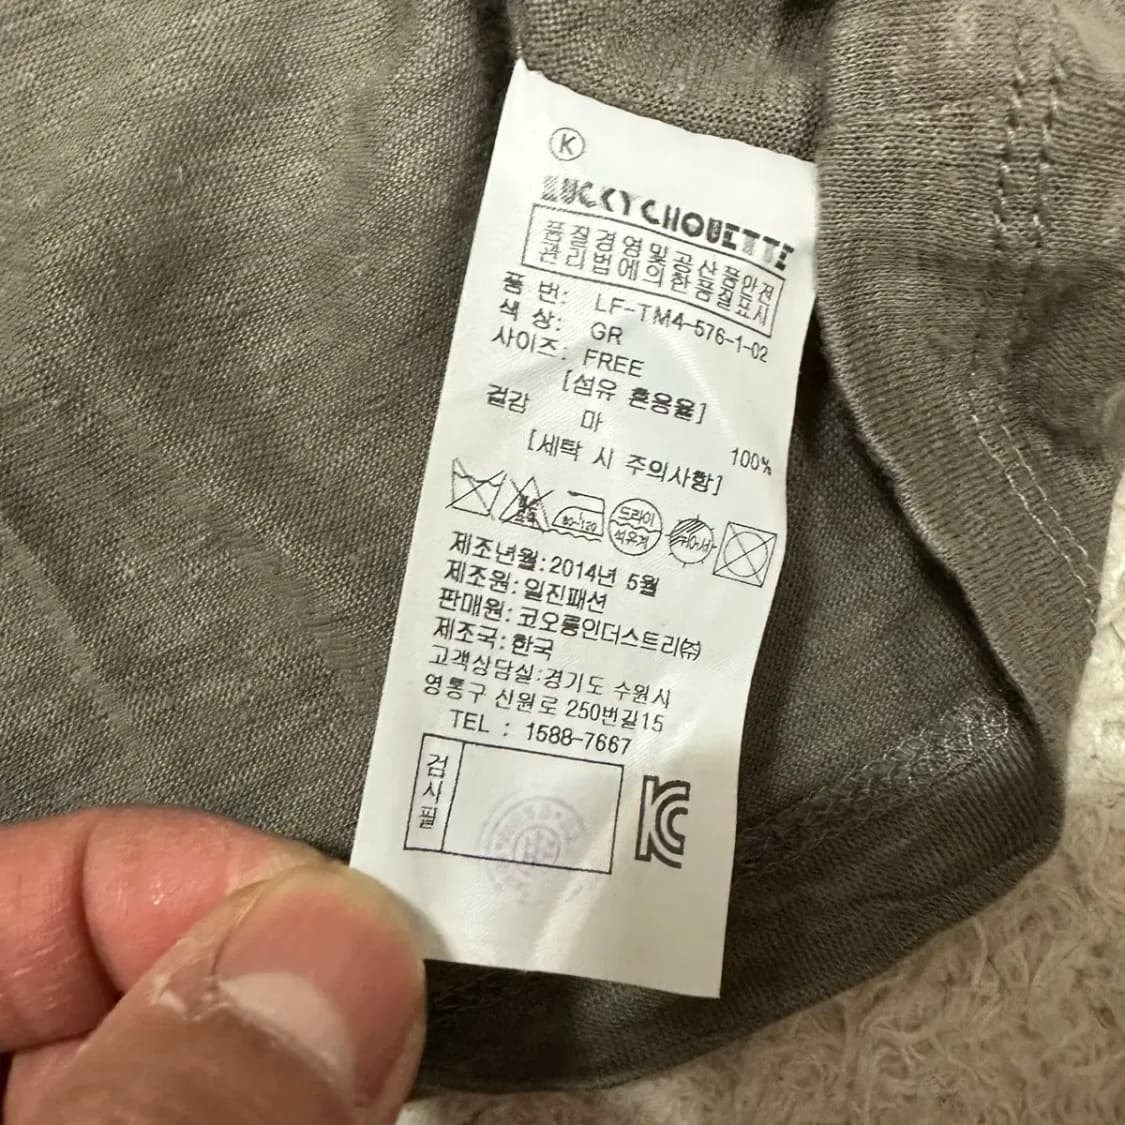 K
LUCKYCHOUETTE
품질경영및공산품안전
관리법에의한품질표시
품 번: LF-TM4-576-1-02
색 상: GR
사이즈: FREE
[섬유 혼용율]
겉감 마 100%
[세탁 시 주의사항]
80~120
드라이
석유계
제조년월:2014년 5월
제조원:일진패션
판매원:코오롱인더스트리㈜
제조국:한국
고객상담실:경기도 수원시
영통구 신원로 250번길15
TEL : 1588-7667
검사필
KC